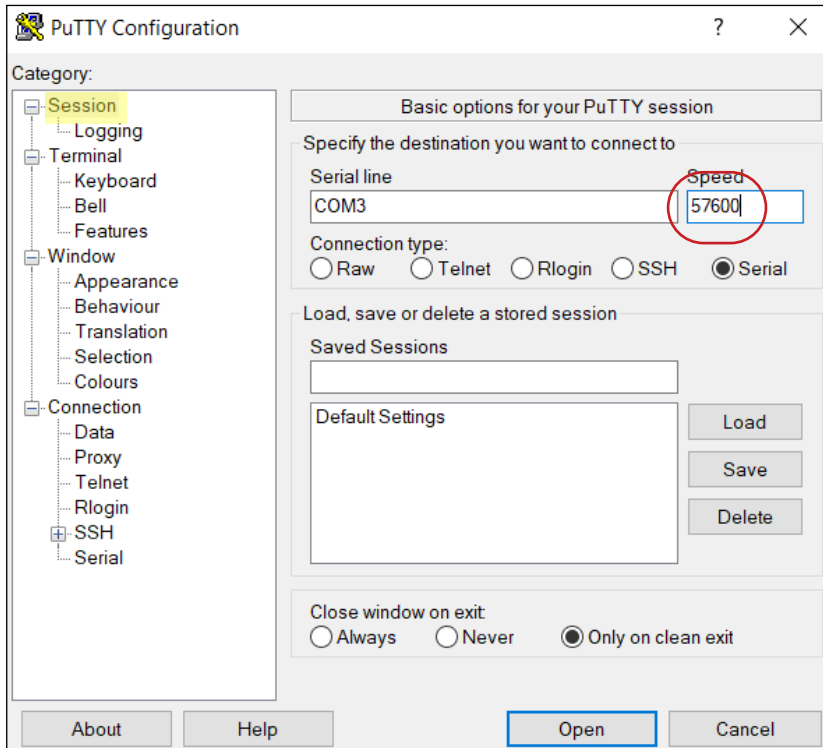 PuTTY Configuration
?
Category:
Session
Logging
Terminal
Keyboard
Bell
Features
Window
Appearance
Behaviour
Translation
Selection
Colours
Connection
Data
Proxy
Telnet
Rlogin
SSH
Serial
Basic options for your PuTTY session
Specify the destination you want to connect to
Serial line Speed
COM3 57600
Connection type:
Raw Telnet Rlogin SSH Serial
Load, save or delete a stored session
Saved Sessions
Default Settings
Load
Save
Delete
Close window on exit:
Always Never Only on clean exit
About Help Open Cancel